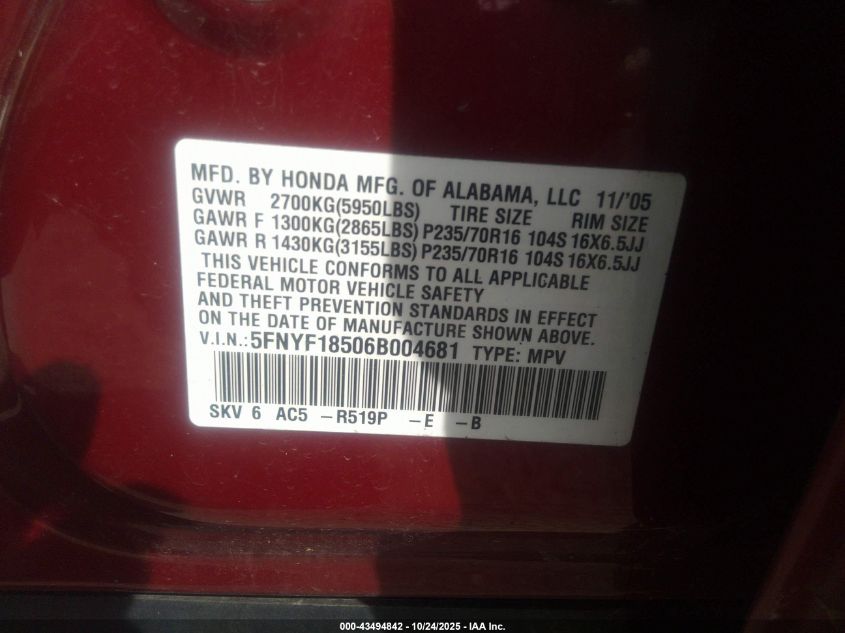 MFD. BY HONDA MFG. OF ALABAMA, LLC 11/'05
GVWR 2700KG(5950LBS) TIRE SIZE RIM SIZE
GAWR F 1300KG(2865LBS) P235/70R16 104S 16X6.5JJ
GAWR R 1430KG(3155LBS) P235/70R16 104S 16X6.5JJ
THIS VEHICLE CONFORMS TO ALL APPLICABLE
FEDERAL MOTOR VEHICLE SAFETY
AND THEFT PREVENTION STANDARDS IN EFFECT
ON THE DATE OF MANUFACTURE SHOWN ABOVE.
V.I.N.: 5FNYF18506B004681 TYPE: MPV
SKV 6 AC5 -R519P -E -B
000-43494842 | 10/24/2025 - IAA Inc.